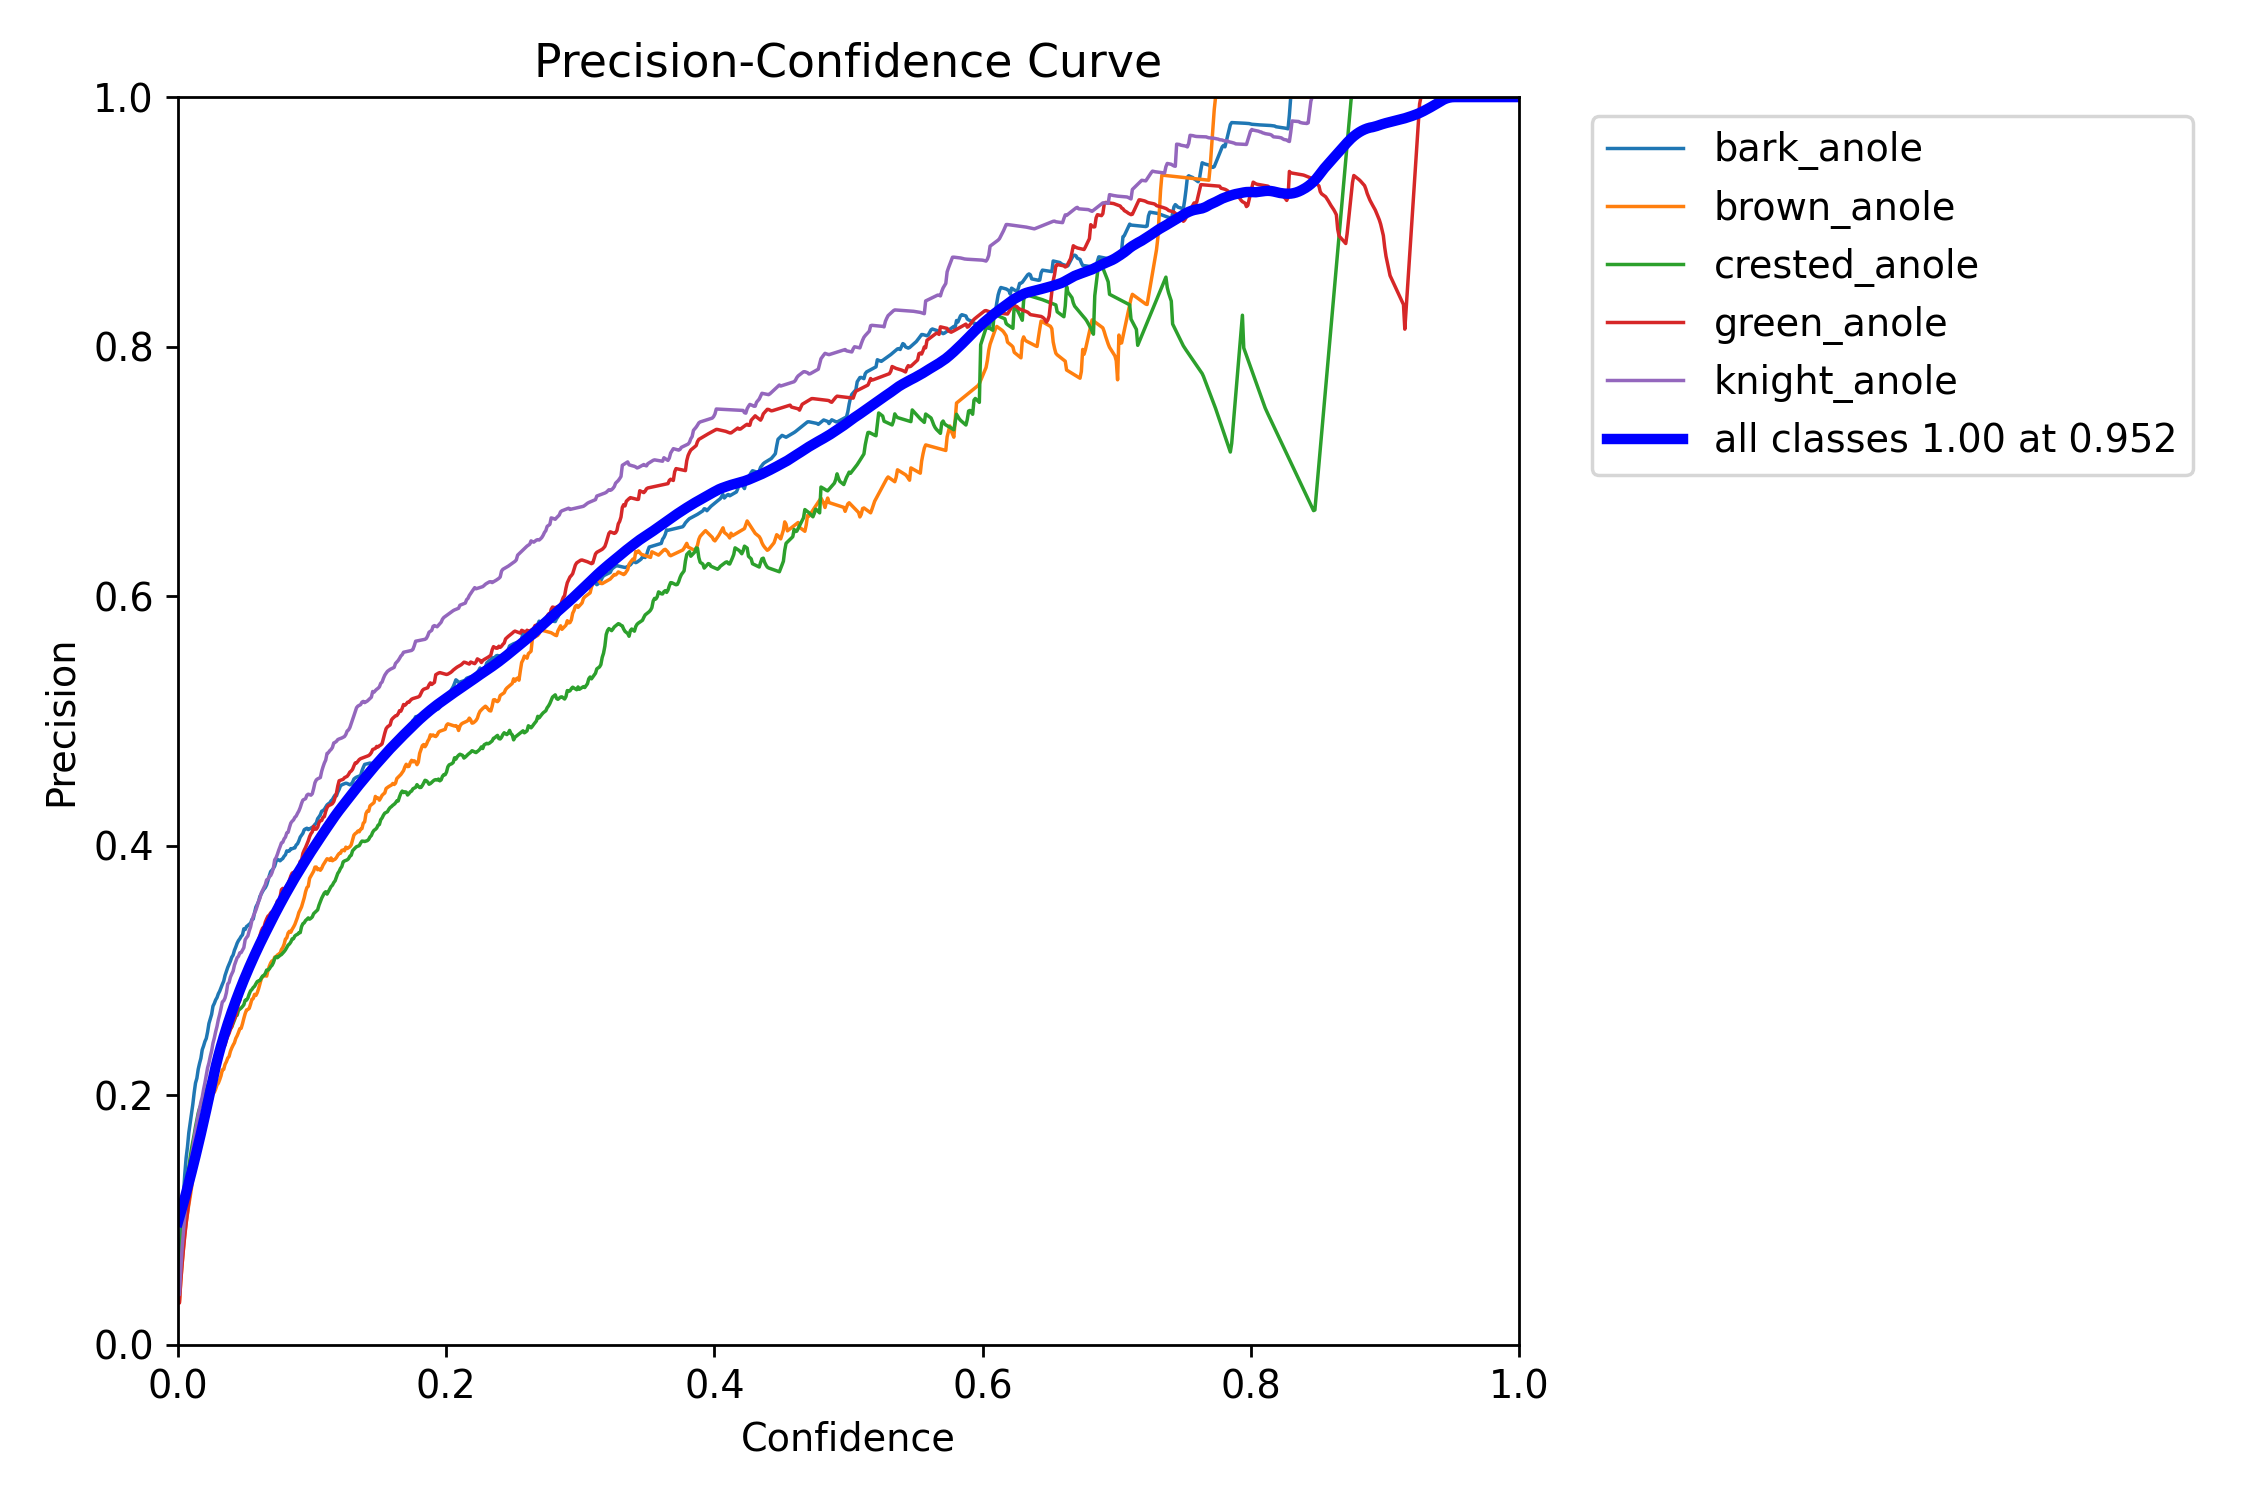 Precision-Confidence Curve
1.0
0.8
0.6
0.4
0.2
0.0
Precision
0.0 0.2 0.4 0.6 0.8 1.0
Confidence
bark_anole
brown_anole
crested_anole
green_anole
knight_anole
all classes 1.00 at 0.952